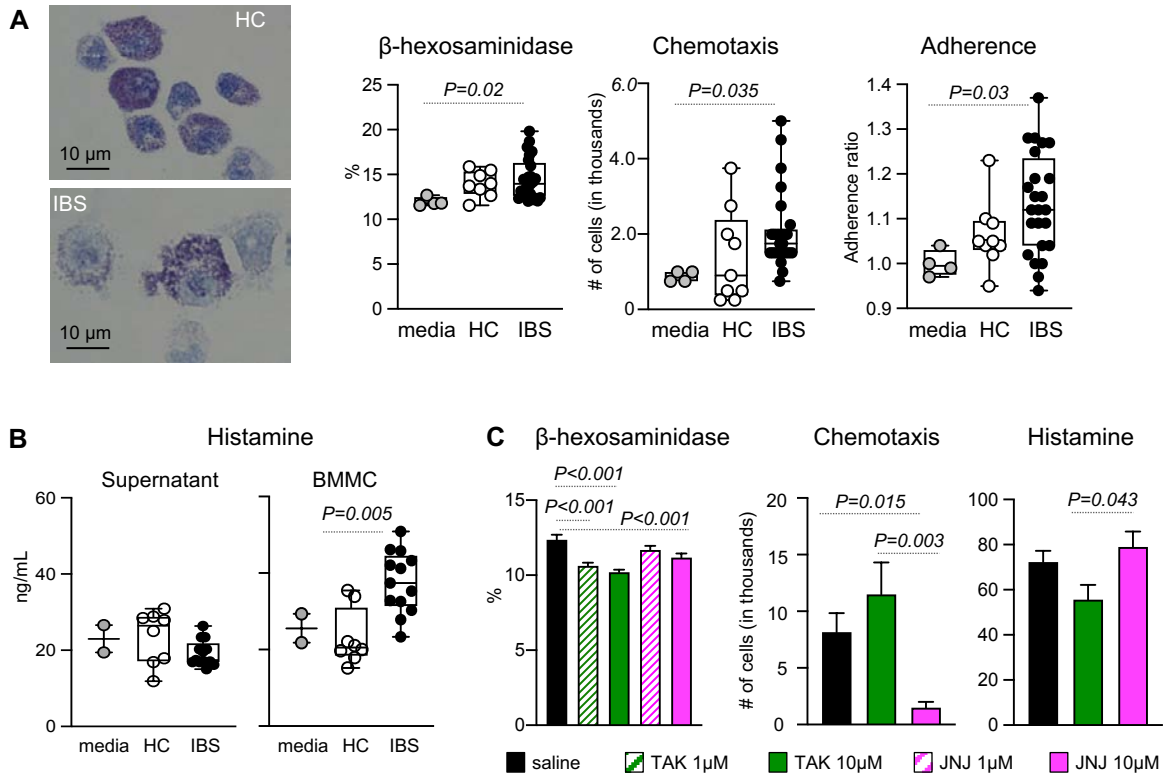 A
HC
10 µm
IBS
10 µm
β-hexosaminidase
25
20
15
10
5
0
%
P=0.02
media HC IBS
Chemotaxis
6.0
4.0
2.0
0
# of cells (in thousands)
P=0.035
media HC IBS
Adherence
1.4
1.3
1.2
1.1
1.0
0.9
Adherence ratio
P=0.03
media HC IBS
B
Histamine
Supernatant
60
40
20
0
ng/mL
media HC IBS
BMMC
P=0.005
media HC IBS
C
β-hexosaminidase
15
10
5
0
%
P<0.001
P<0.001
P<0.001
Chemotaxis
20
15
10
5
0
# of cells (in thousands)
P=0.015
P=0.003
Histamine
100
80
60
40
20
0
P=0.043
saline TAK 1µM TAK 10µM JNJ 1µM JNJ 10 µM